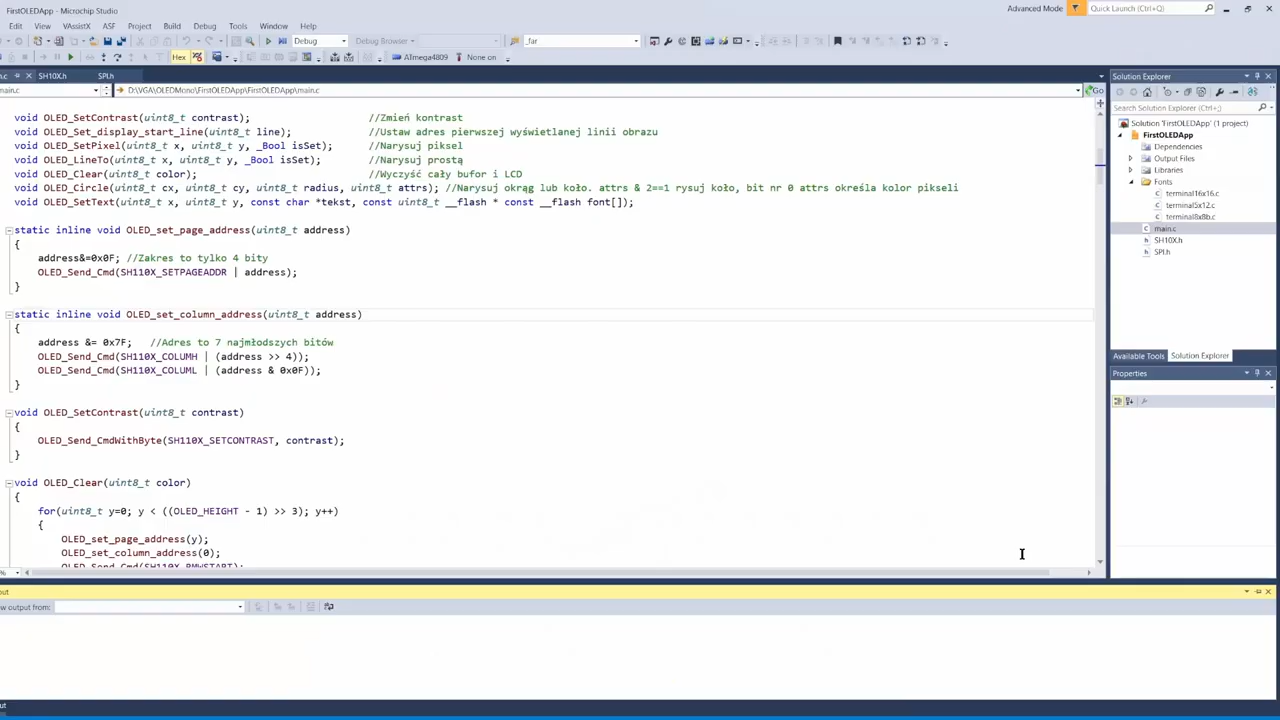 FirstOLEDApp - Microchip Studio
Advanced Mode
Quick Launch (Ctrl+Q)
Edit View VAssistX ASF Project Build Debug Tools Window Help
Debug
Debug Browser
_far
Hex
ATmega4809
None on
SH10X.h
SPI.h
main.c
D:\VGA\OLEDMono\FirstOLEDApp\FirstOLEDApp\main.c
Go
void OLED_SetContrast(uint8_t contrast); //Zmień kontrast
void OLED_Set_display_start_line(uint8_t line); //Ustaw adres pierwszej wyświetlanej linii obrazu
void OLED_SetPixel(uint8_t x, uint8_t y, _Bool isSet); //Narysuj piksel
void OLED_LineTo(uint8_t x, uint8_t y, _Bool isSet); //Narysuj prostą
void OLED_Clear(uint8_t color); //Wyczyść cały bufor i LCD
void OLED_Circle(uint8_t cx, uint8_t cy, uint8_t radius, uint8_t attrs); //Narysuj okrąg lub koło. attrs & 2==1 rysuj koło, bit nr 0 attrs określa kolor pikseli
void OLED_SetText(uint8_t x, uint8_t y, const char *tekst, const uint8_t __flash * const __flash font[]);
static inline void OLED_set_page_address(uint8_t address)
{
address&=0x0F; //Zakres to tylko 4 bity
OLED_Send_Cmd(SH110X_SETPAGEADDR | address);
}
static inline void OLED_set_column_address(uint8_t address)
{
address &= 0x7F; //Adres to 7 najmłodszych bitów
OLED_Send_Cmd(SH110X_COLUMH | (address >> 4));
OLED_Send_Cmd(SH110X_COLUML | (address & 0x0F));
}
void OLED_SetContrast(uint8_t contrast)
{
OLED_Send_CmdWithByte(SH110X_SETCONTRAST, contrast);
}
void OLED_Clear(uint8_t color)
{
for(uint8_t y=0; y < ((OLED_HEIGHT - 1) >> 3); y++)
{
OLED_set_page_address(y);
OLED_set_column_address(0);
OLED_Send_Cmd(SH110X_RMWSTART);
Solution Explorer
Search Solution Explorer (Ctrl+;)
Solution 'FirstOLEDApp' (1 project)
FirstOLEDApp
Dependencies
Output Files
Libraries
Fonts
terminal16x16.c
terminal5x12.c
terminal8x8b.c
main.c
SH10X.h
SPI.h
Available Tools Solution Explorer
Properties
%
output from: